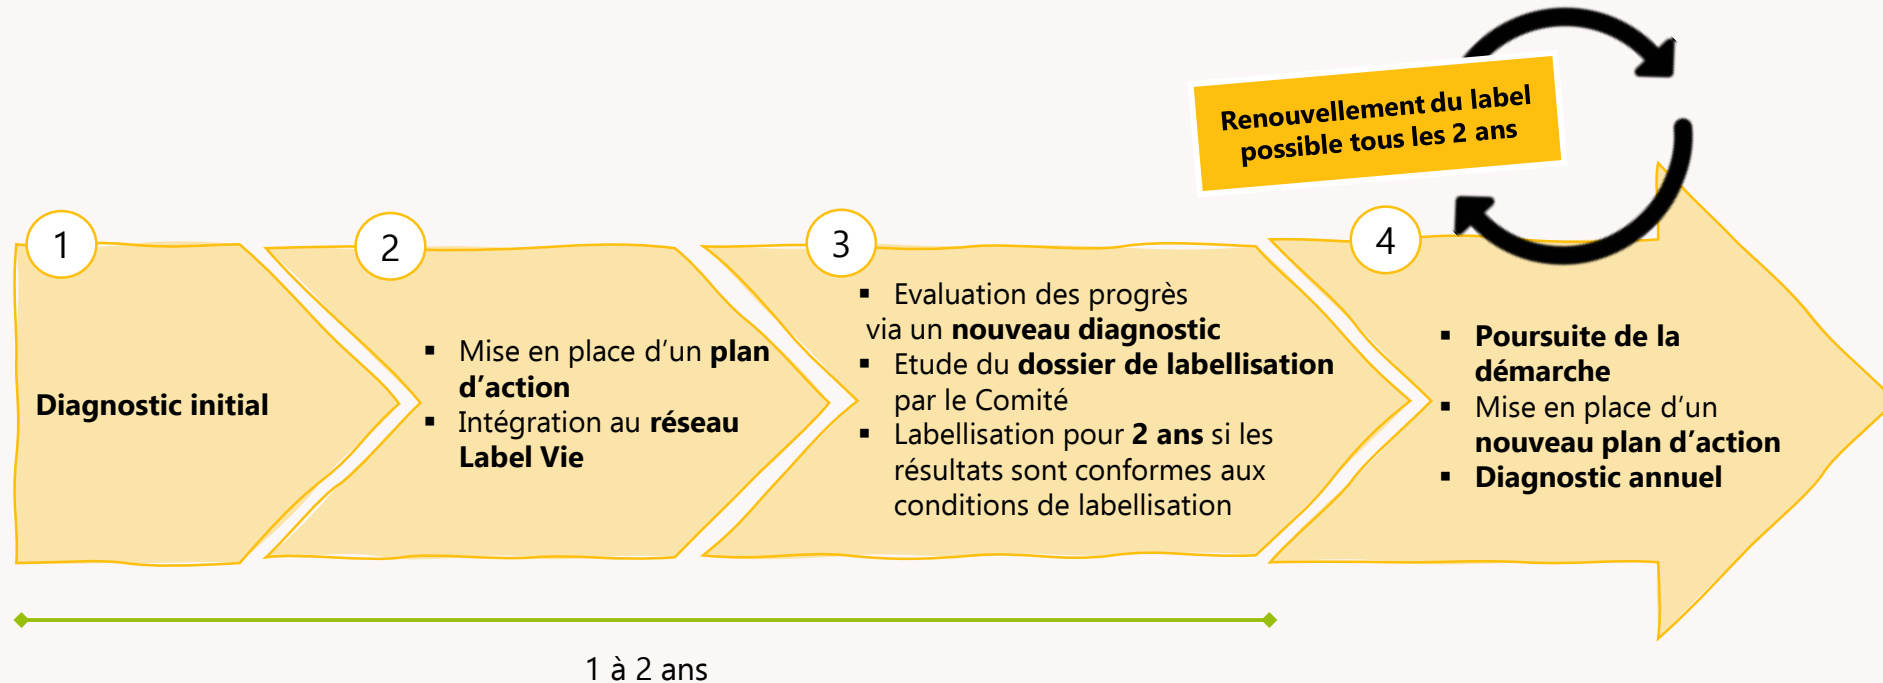 Renouvellement du label
possible tous les 2 ans
1
Diagnostic initial
2
▪ Mise en place d’un plan
d’action
▪ Intégration au réseau
Label Vie
3
▪ Evaluation des progrès
via un nouveau diagnostic
▪ Etude du dossier de labellisation
par le Comité
▪ Labellisation pour 2 ans si les
résultats sont conformes aux
conditions de labellisation
4
▪ Poursuite de la
démarche
▪ Mise en place d’un
nouveau plan d’action
▪ Diagnostic annuel
1 à 2 ans